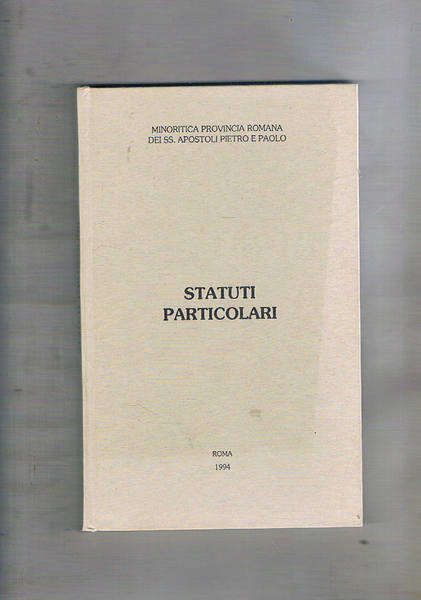 MINORITICA PROVINCIA ROMANA
DEI SS. APOSTOLI PIETRO E PAOLO
STATUTI
PARTICOLARI
ROMA
1994